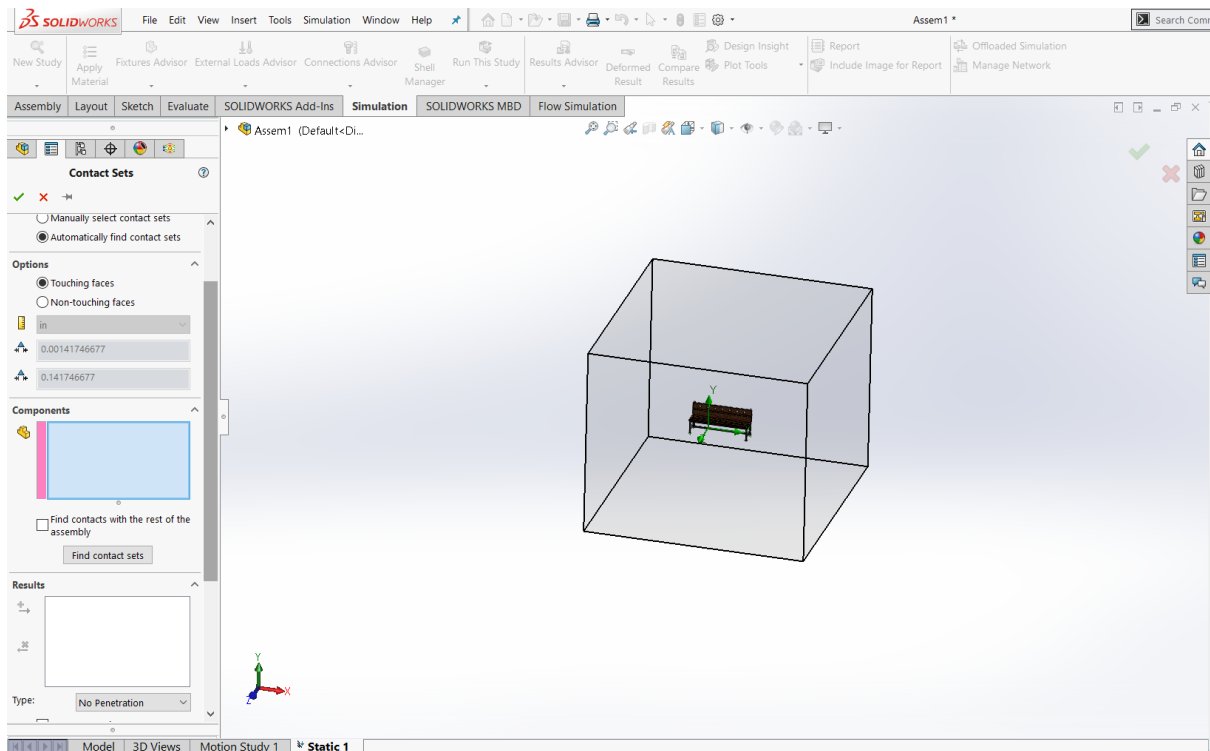 SOLIDWORKS File Edit View Insert Tools Simulation Window Help Assem1 * Search Comm
New Study Apply Material Fixtures Advisor External Loads Advisor Connections Advisor Shell Manager Run This Study Results Advisor Deformed Result Compare Results Design Insight Plot Tools Report Include Image for Report Offloaded Simulation Manage Network
Assembly Layout Sketch Evaluate SOLIDWORKS Add-Ins Simulation SOLIDWORKS MBD Flow Simulation
Assem1 (Default<Di...
Contact Sets
Manually select contact sets
Automatically find contact sets
Options
Touching faces
Non-touching faces
in
0.00141746677
0.141746677
Components
Find contacts with the rest of the
assembly
Find contact sets
Results
Type: No Penetration
Y
Y
X
Z
Model 3D Views Motion Study 1 Static 1